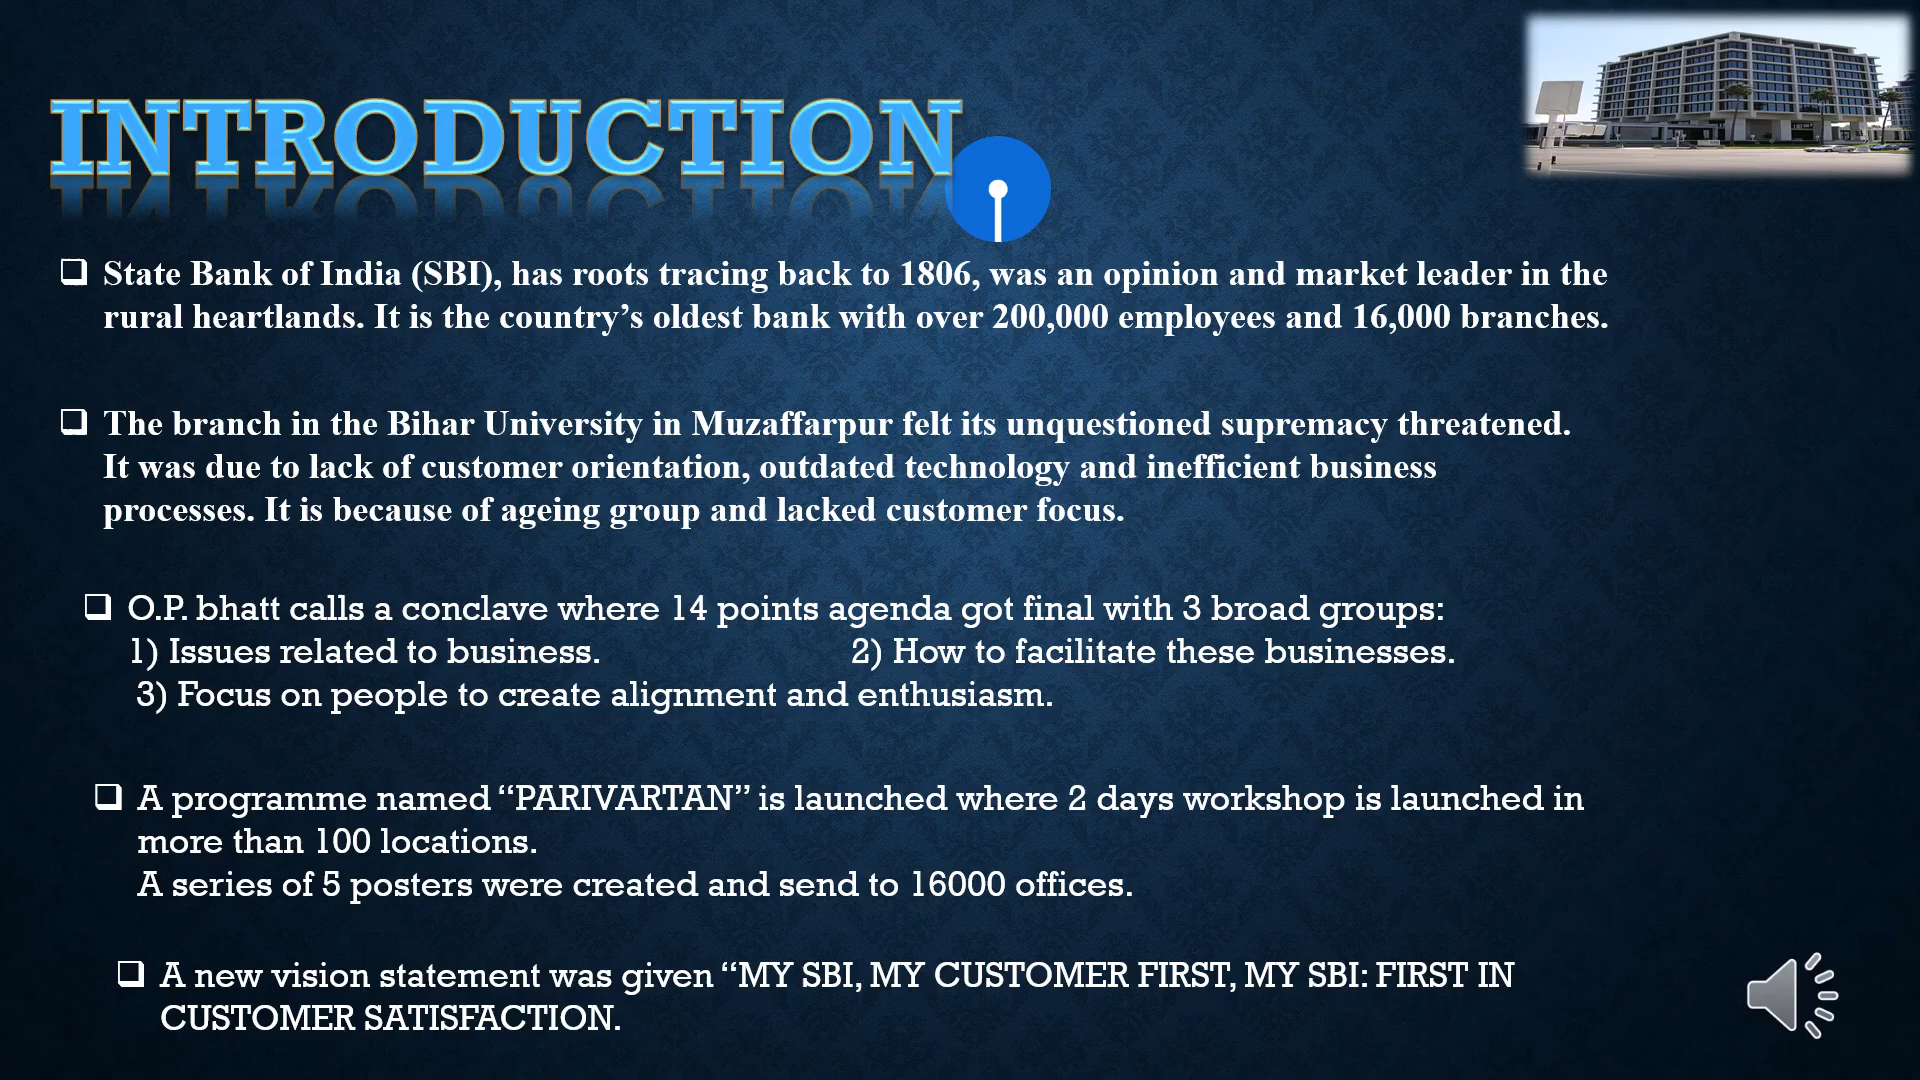 INTRODUCTION
❑ State Bank of India (SBI), has roots tracing back to 1806, was an opinion and market leader in the
rural heartlands. It is the country’s oldest bank with over 200,000 employees and 16,000 branches.
❑ The branch in the Bihar University in Muzaffarpur felt its unquestioned supremacy threatened.
It was due to lack of customer orientation, outdated technology and inefficient business
processes. It is because of ageing group and lacked customer focus.
❑ O.P. bhatt calls a conclave where 14 points agenda got final with 3 broad groups:
1) Issues related to business. 2) How to facilitate these businesses.
3) Focus on people to create alignment and enthusiasm.
❑ A programme named “PARIVARTAN” is launched where 2 days workshop is launched in
more than 100 locations.
A series of 5 posters were created and send to 16000 offices.
❑ A new vision statement was given “MY SBI, MY CUSTOMER FIRST, MY SBI: FIRST IN
CUSTOMER SATISFACTION.